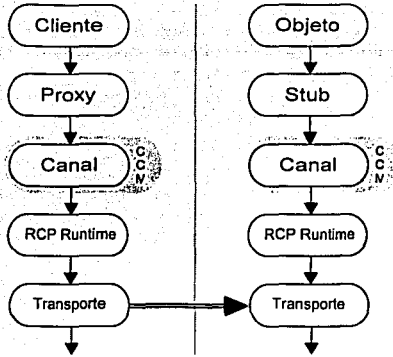 Cliente
Proxy
Canal
RCP Runtime
Transporte
Objeto
Stub
Canal
RCP Runtime
Transporte